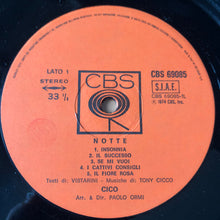 LATO 1
STEREO
33 ⅓
CBS
CBS 69085
S.I.A.E.
CBS 69085-1L
℗ 1974 CBS, Inc.
NOTTE
1. INSONNIA
2. IL SUCCESSO
3. SE MI VUOI
4. I CATTIVI CONSIGLI
5. IL FIORE ROSA
Testi di: VISTARINI - Musiche di: TONY CICCO
CICO
Arr. & Dir. PAOLO ORMI